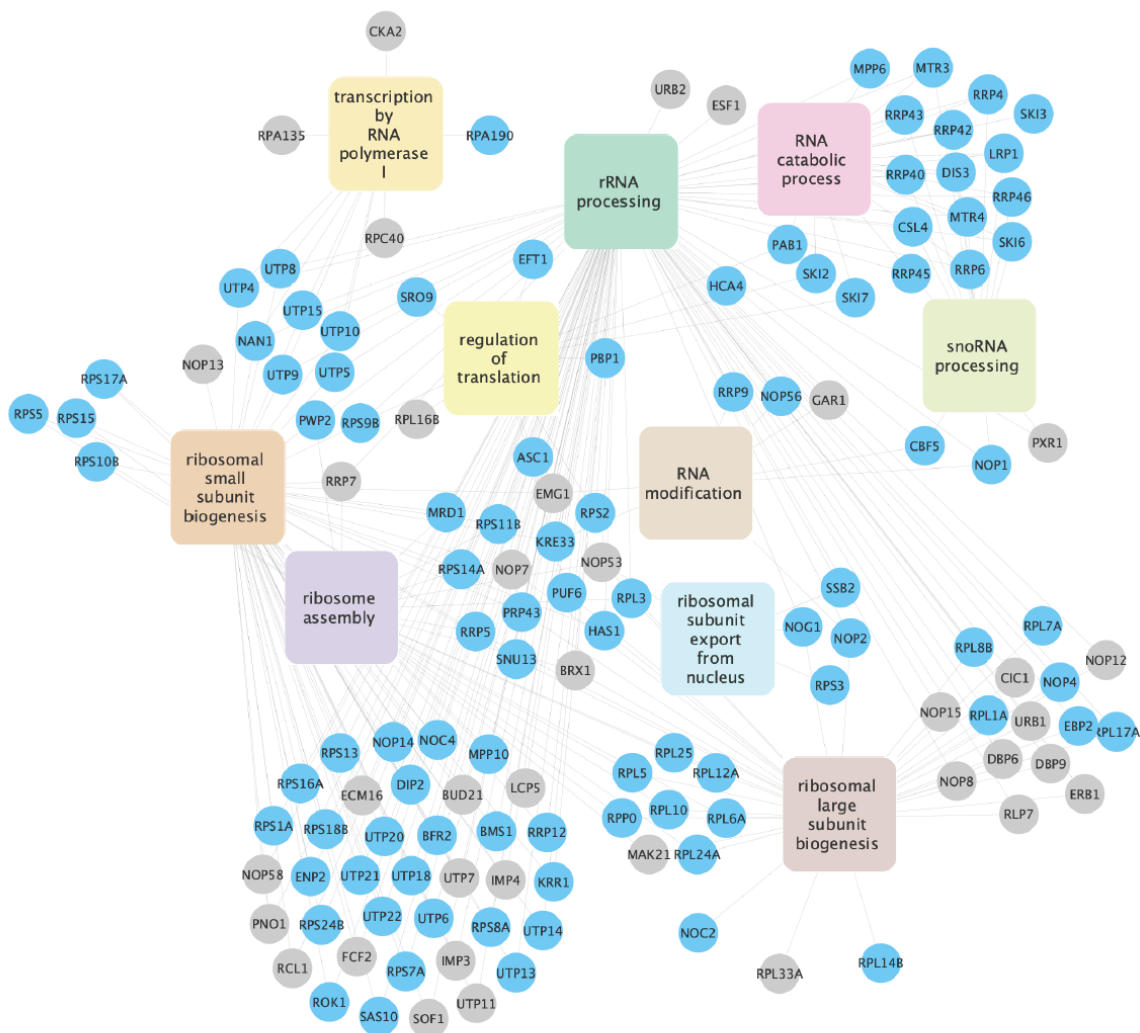 CKA2
transcription
by
RNA
polymerase
I
RPA135
RPA190
RPC40
URB2
ESF1
rRNA
processing
RNA
catabolic
process
MPP6
MTR3
RRP4
RRP43
SKI3
RRP42
LRP1
RRP40
DIS3
RRP46
MTR4
CSL4
SKI6
PAB1
SKI2
RRP45
RRP6
HCA4
SKI7
UTP8
UTP4
EFT1
SRO9
UTP15
UTP10
NAN1
regulation
of
translation
snoRNA
processing
PBP1
NOP13
UTP9
UTP5
RPS17A
RPS5
RPS15
RPS10B
PWP2
RPS9B
RPL16B
RRP9
NOP56
GAR1
CBF5
NOP1
PXR1
ribosomal
small
subunit
biogenesis
RRP7
ASC1
EMG1
RNA
modification
MRD1
RPS11B
RPS2
KRE33
RPS14A
NOP7
NOP53
ribosome
assembly
PUF6
RPL3
PRP43
RRP5
HAS1
SNU13
BRX1
ribosomal
subunit
export
from
nucleus
SSB2
NOG1
NOP2
RPS3
RPL7A
RPL8B
NOP12
CIC1
NOP4
NOP15
RPL1A
URB1
EBP2
RPL17A
DBP6
DBP9
NOP8
ERB1
RLP7
NOP14
NOC4
RPS13
MPP10
RPL25
RPL5
RPL12A
RPS16A
ECM16
DIP2
BUD21
LCP5
RPP0
RPL10
RPL6A
ribosomal
large
subunit
biogenesis
RPS1A
RPS18B
UTP20
BFR2
BMS1
RRP12
MAK21
RPL24A
NOP58
ENP2
UTP21
UTP18
UTP7
IMP4
KRR1
PNO1
RPS24B
UTP22
UTP6
RPS8A
UTP14
NOC2
RCL1
FCF2
RPS7A
IMP3
UTP13
RPL33A
RPL14B
ROK1
SAS10
SOF1
UTP11